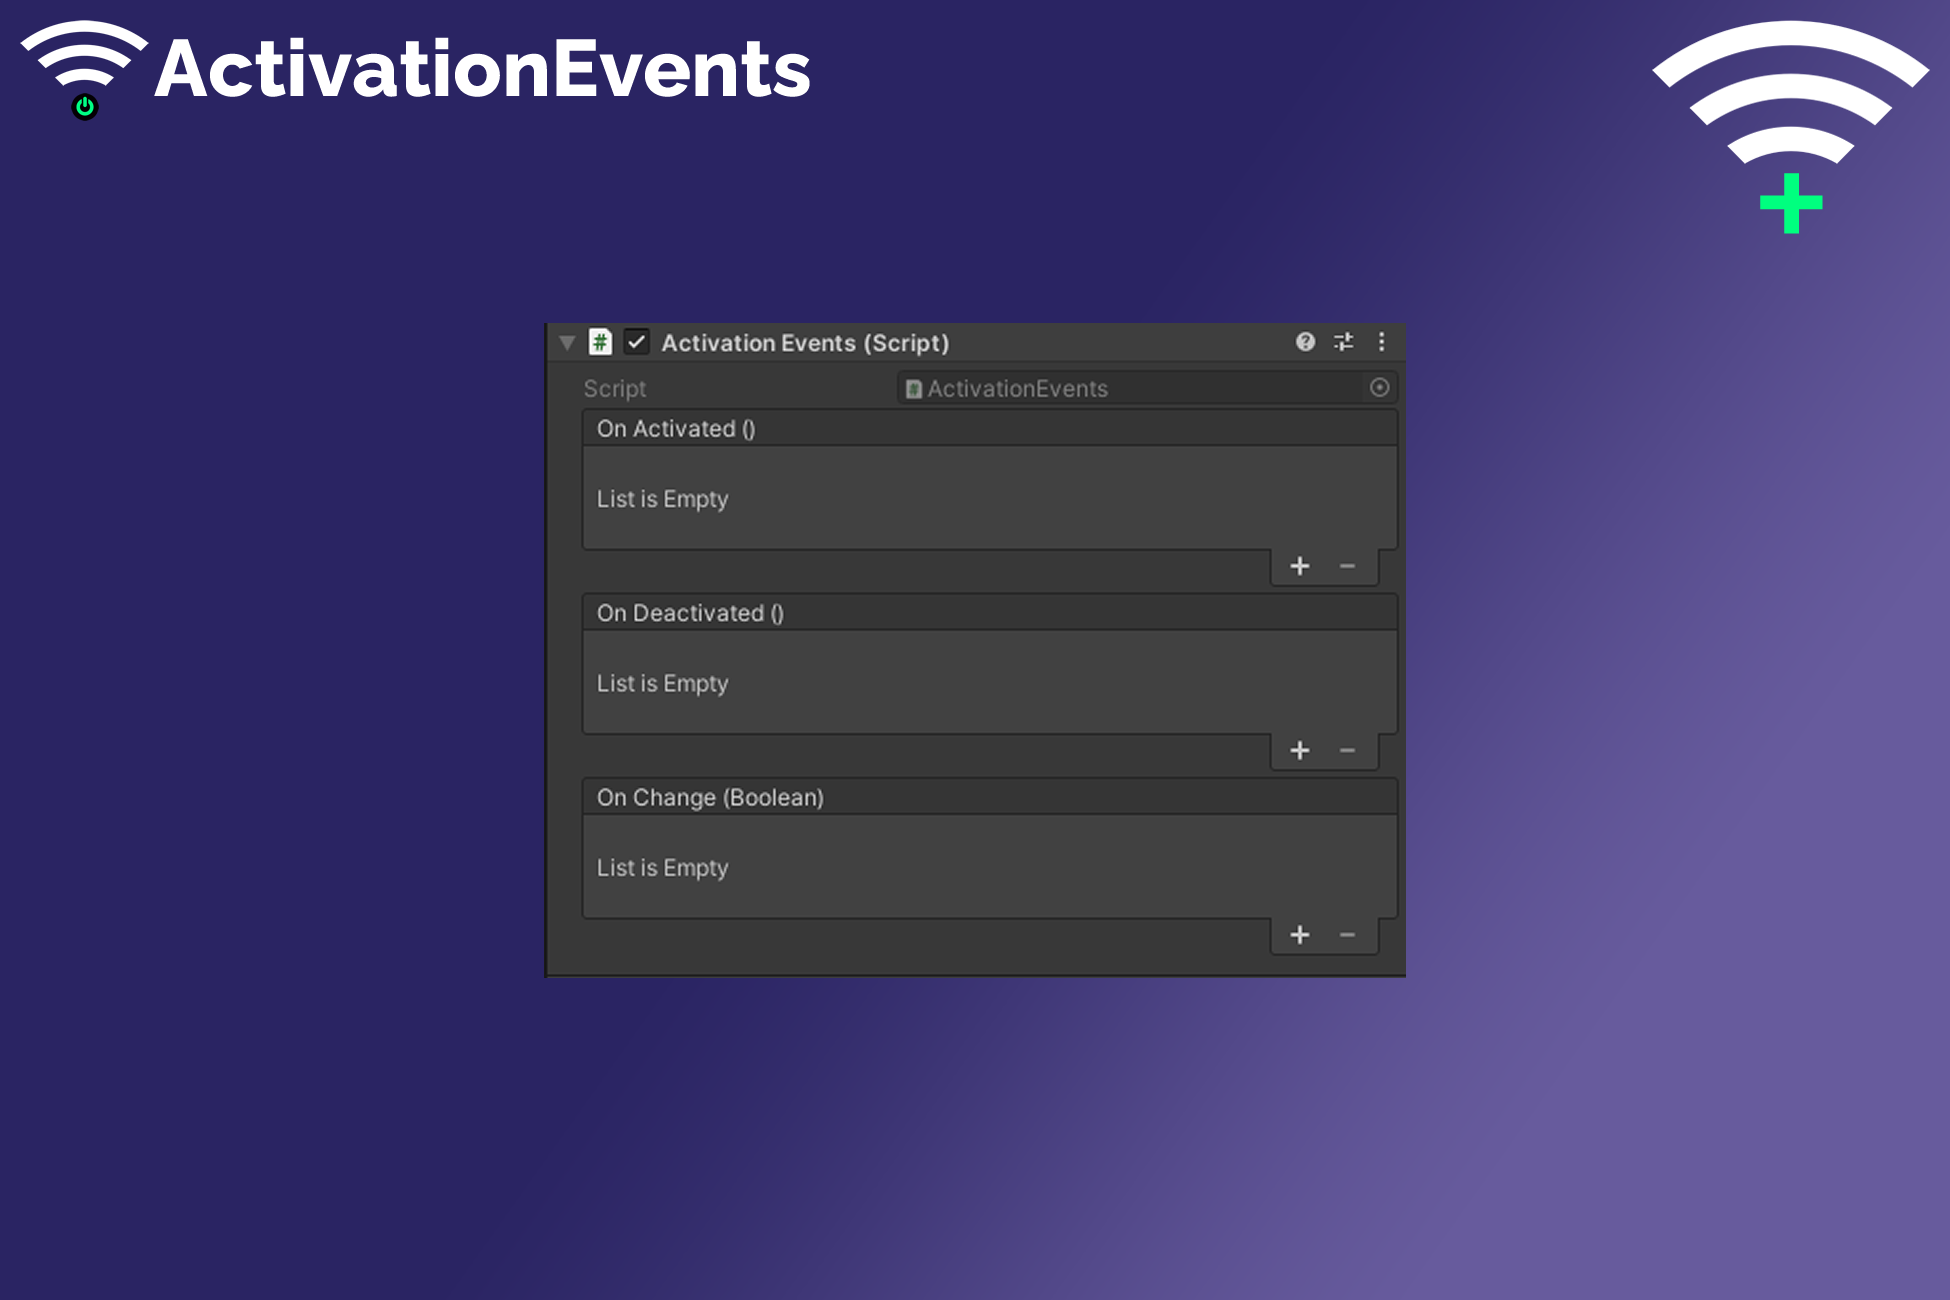 ActivationEvents
Activation Events (Script)
Script ActivationEvents
On Activated ()
List is Empty
On Deactivated ()
List is Empty
On Change (Boolean)
List is Empty